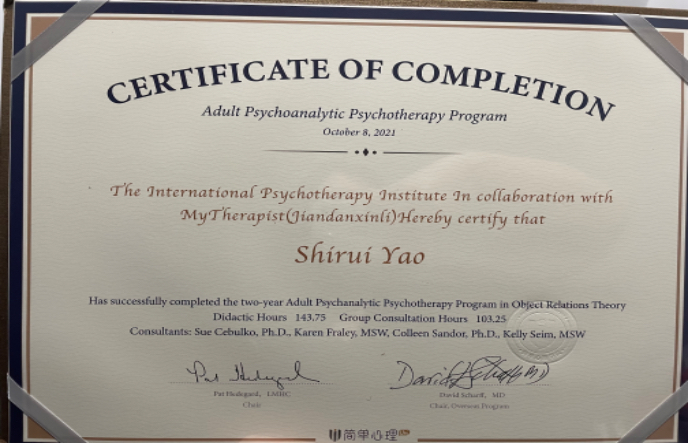 CERTIFICATE OF COMPLETION
Adult Psychoanalytic Psychotherapy Program
October 8, 2021
The International Psychotherapy Institute In collaboration with
MyTherapist(Jiandanxinli)Hereby certify that
Shirui Yao
Has successfully completed the two-year Adult Psychanalytic Psychotherapy Program in Object Relations Theory
Didactic Hours 143.75 Group Consultation Hours 103.25
Consultants: Sue Cebulko, Ph.D., Karen Fraley, MSW, Colleen Sandor, Ph.D., Kelly Seim, MSW
Pat Hedegard, LMHC
Chair
David Scharff, MD
Chair, Overseas Program
简单心理